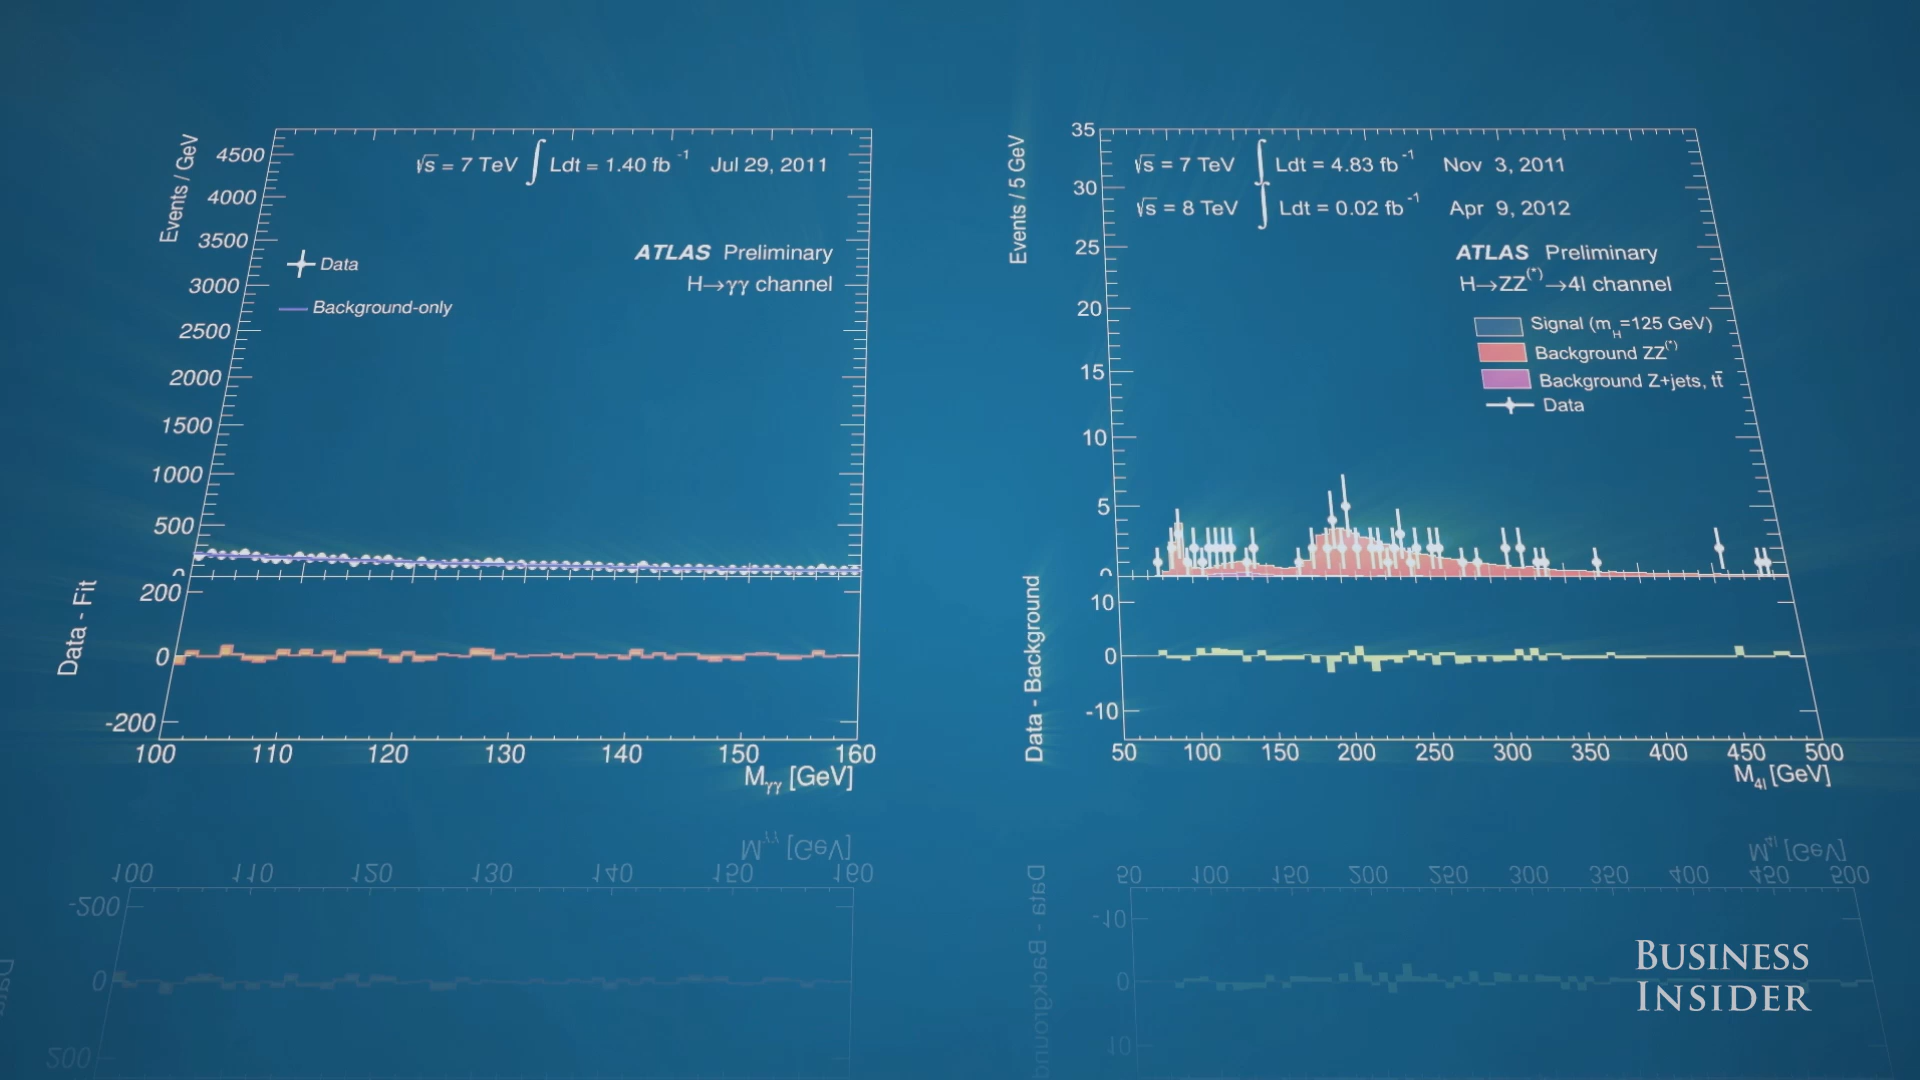 Events / GeV
4500
4000
3500
3000
2500
2000
1500
1000
500
0
√s = 7 TeV ∫ Ldt = 1.40 fb⁻¹ Jul 29, 2011
Data
Background-only
ATLAS Preliminary
H→γγ channel
Data - Fit
200
0
-200
100 110 120 130 140 150 160
Mγγ [GeV]
Events / 5 GeV
35
30
25
20
15
10
5
0
√s = 7 TeV ∫ Ldt = 4.83 fb⁻¹ Nov 3, 2011
√s = 8 TeV ∫ Ldt = 0.02 fb⁻¹ Apr 9, 2012
ATLAS Preliminary
H→ZZ(*)→4l channel
Signal (mH=125 GeV)
Background ZZ(*)
Background Z+jets, tt̄
Data
Data - Background
10
0
-10
50 100 150 200 250 300 350 400 450 500
M4l [GeV]
BUSINESS
INSIDER